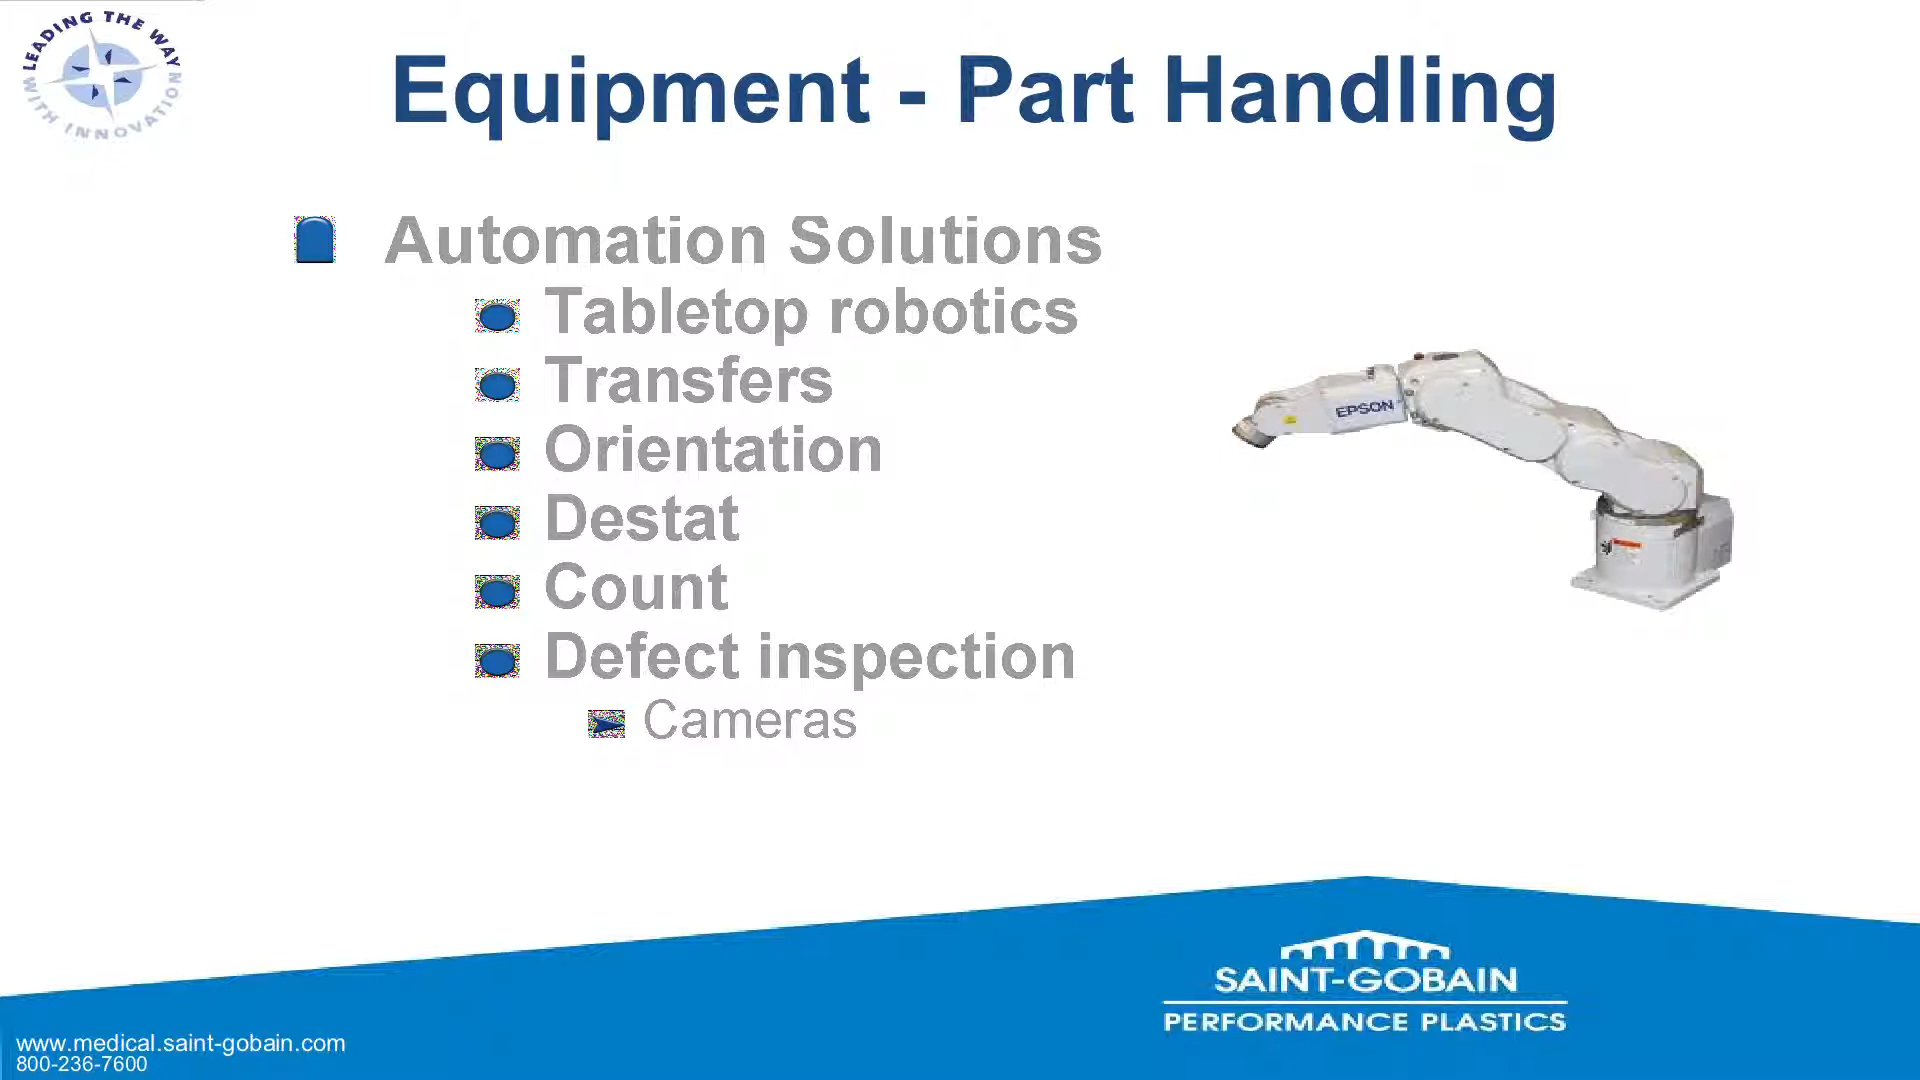 LEADING THE WAY
WITH INNOVATION
Equipment - Part Handling
Automation Solutions
Tabletop robotics
Transfers
Orientation
Destat
Count
Defect inspection
Cameras
EPSON
SAINT-GOBAIN
PERFORMANCE PLASTICS
www.medical.saint-gobain.com
800-236-7600